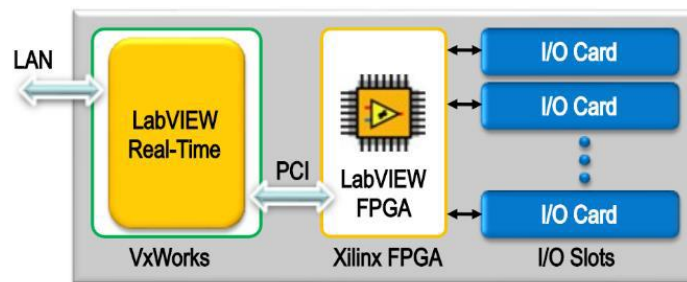 LAN
LabVIEW
Real-Time
VxWorks
PCI
LabVIEW
FPGA
Xilinx FPGA
I/O Card
I/O Card
I/O Card
I/O Slots